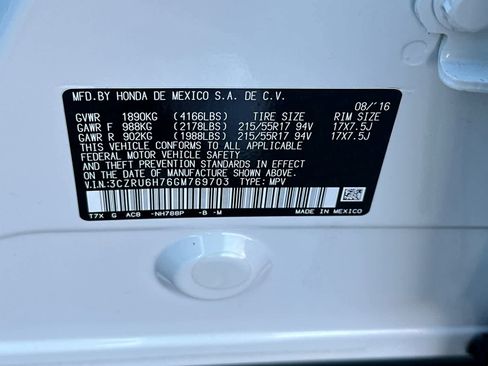 MFD.BY HONDA DE MEXICO S.A. DE C.V.
08/'16
GVWR 1890KG (4166LBS) TIRE SIZE RIM SIZE
GAWR F 988KG (2178LBS) 215/55R17 94V 17X7.5J
GAWR R 902KG (1988LBS) 215/55R17 94V 17X7.5J
THIS VEHICLE CONFORMS TO ALL APPLICABLE
FEDERAL MOTOR VEHICLE SAFETY, BUMPER,
AND THEFT PREVENTION STANDARDS IN EFFECT
ON THE DATE OF MANUFACTURE SHOWN ABOVE.
V.I.N.:3CZRU6H76GM769703 TYPE: MPV
T7X G AC8 -NH788P -B -M MADE IN MEXICO